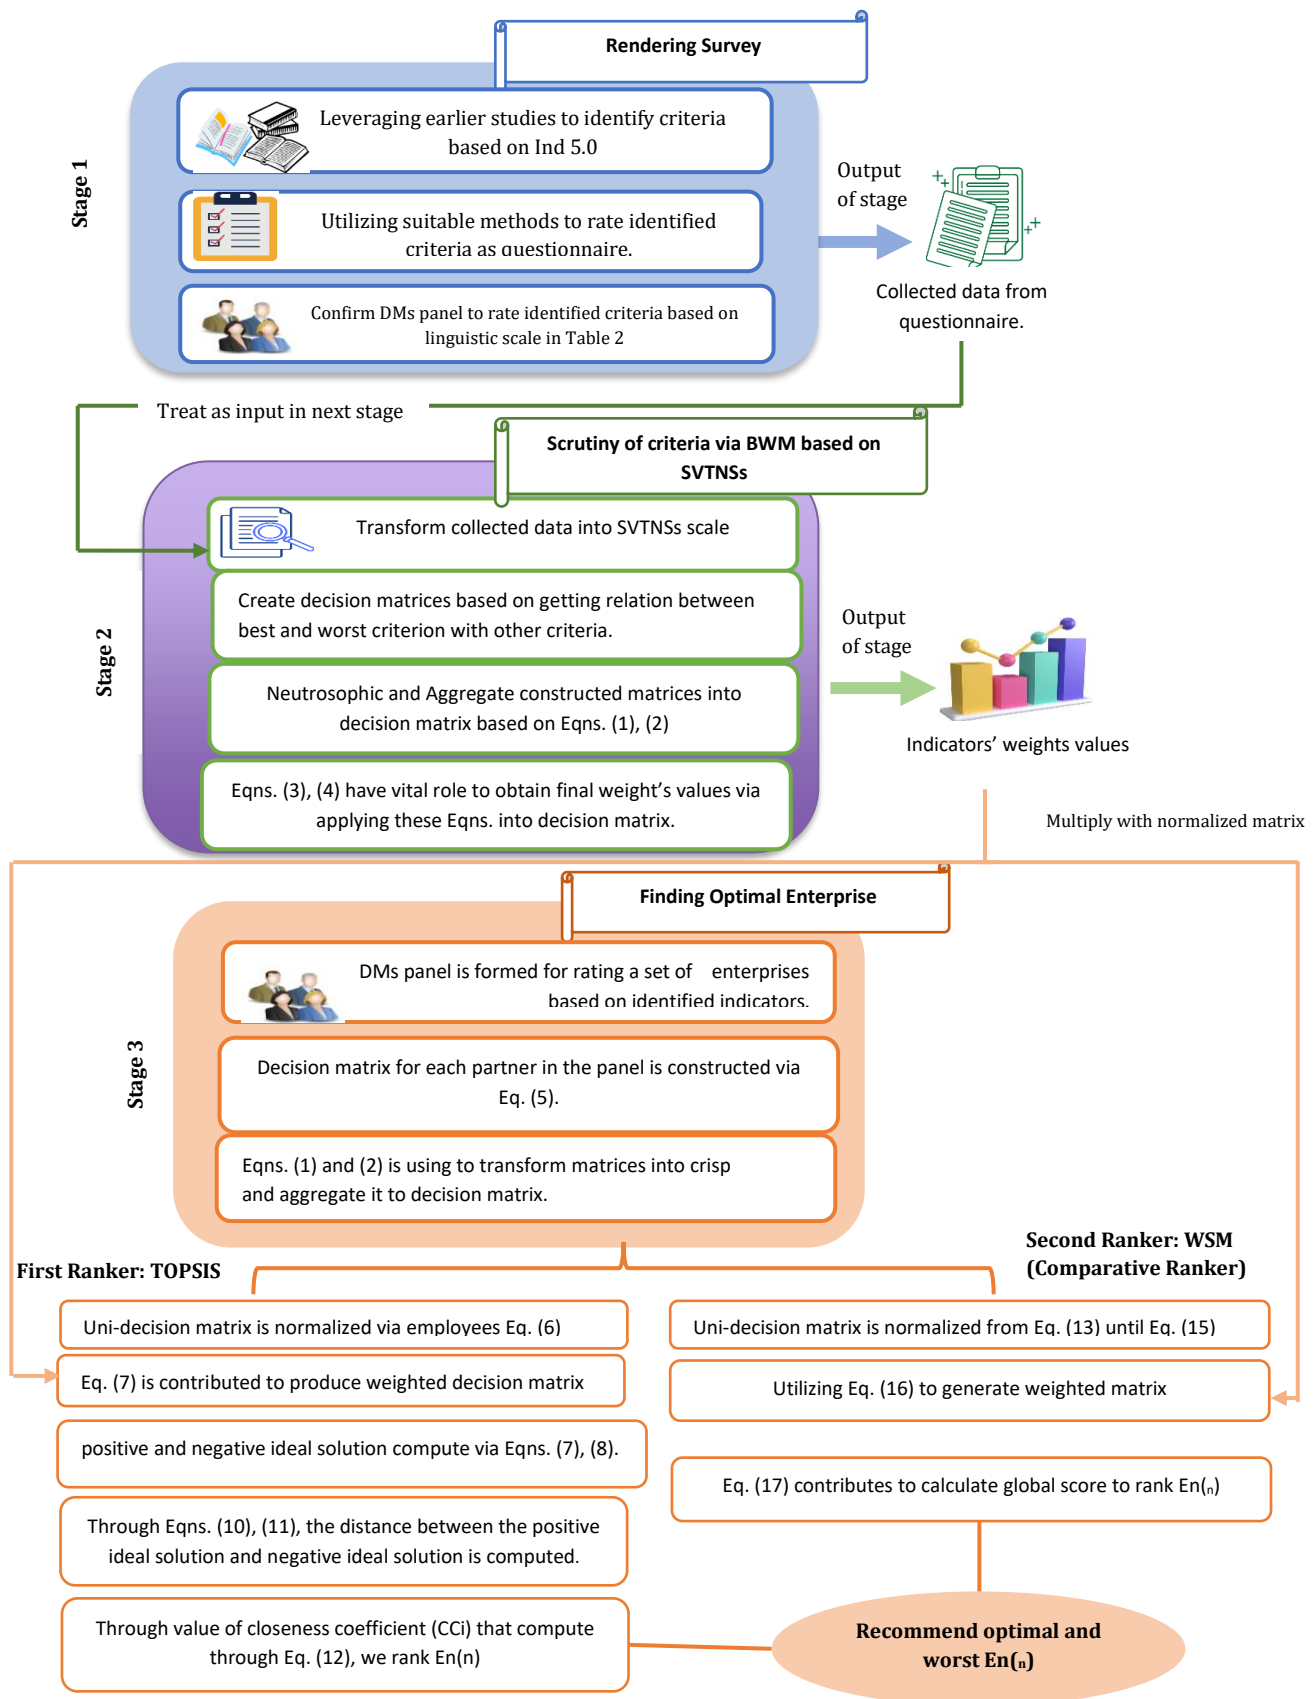 Rendering Survey
Stage 1
Leveraging earlier studies to identify criteria
based on Ind 5.0
Utilizing suitable methods to rate identified
criteria as questionnaire.
Confirm DMs panel to rate identified criteria based on
linguistic scale in Table 2
Output
of stage
Collected data from
questionnaire.
Treat as input in next stage
Scrutiny of criteria via BWM based on
SVTNSs
Stage 2
Transform collected data into SVTNSs scale
Create decision matrices based on getting relation between
best and worst criterion with other criteria.
Neutrosophic and Aggregate constructed matrices into
decision matrix based on Eqns. (1), (2)
Eqns. (3), (4) have vital role to obtain final weight's values via
applying these Eqns. into decision matrix.
Output
of stage
Indicators' weights values
Multiply with normalized matrix
Finding Optimal Enterprise
Stage 3
DMs panel is formed for rating a set of enterprises
based on identified indicators.
Decision matrix for each partner in the panel is constructed via
Eq. (5).
Eqns. (1) and (2) is using to transform matrices into crisp
and aggregate it to decision matrix.
First Ranker: TOPSIS
Uni-decision matrix is normalized via employees Eq. (6)
Eq. (7) is contributed to produce weighted decision matrix
positive and negative ideal solution compute via Eqns. (7), (8).
Through Eqns. (10), (11), the distance between the positive
ideal solution and negative ideal solution is computed.
Through value of closeness coefficient (CCi) that compute
through Eq. (12), we rank En(n)
Second Ranker: WSM
(Comparative Ranker)
Uni-decision matrix is normalized from Eq. (13) until Eq. (15)
Utilizing Eq. (16) to generate weighted matrix
Eq. (17) contributes to calculate global score to rank En(ₙ)
Recommend optimal and
worst En(ₙ)